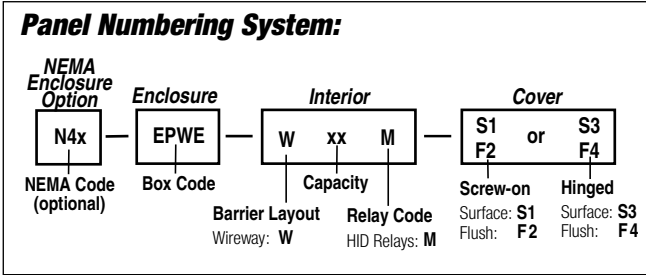 Panel Numbering System:
NEMA
Enclosure
Option
Enclosure
Interior
Cover
N4x — EPWE — W xx M — S1 or S3
F2 F4
NEMA Code
(optional)
Box Code
Capacity
Barrier Layout
Wireway: W
Relay Code
HID Relays: M
Screw-on
Surface: S1
Flush: F2
Hinged
Surface: S3
Flush: F4